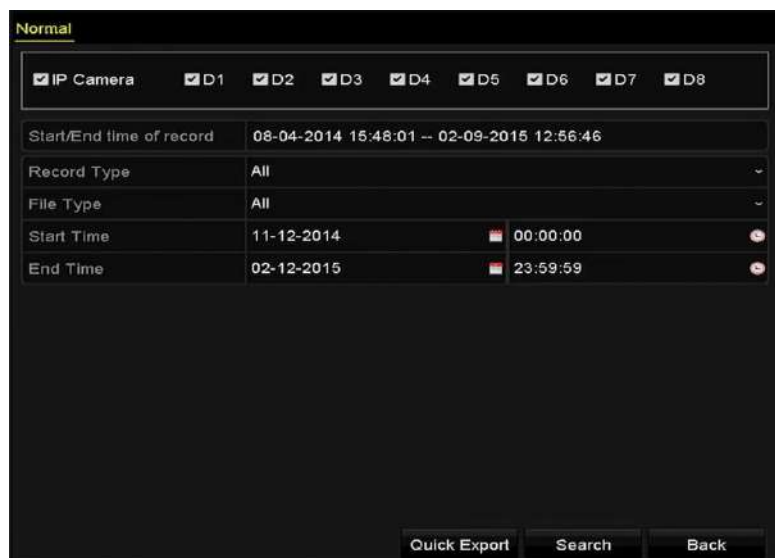 Normal
IP Camera D1 D2 D3 D4 D5 D6 D7 D8
Start/End time of record 08-04-2014 15:48:01 -- 02-09-2015 12:56:46
Record Type All
File Type All
Start Time 11-12-2014 00:00:00
End Time 02-12-2015 23:59:59
Quick Export Search Back